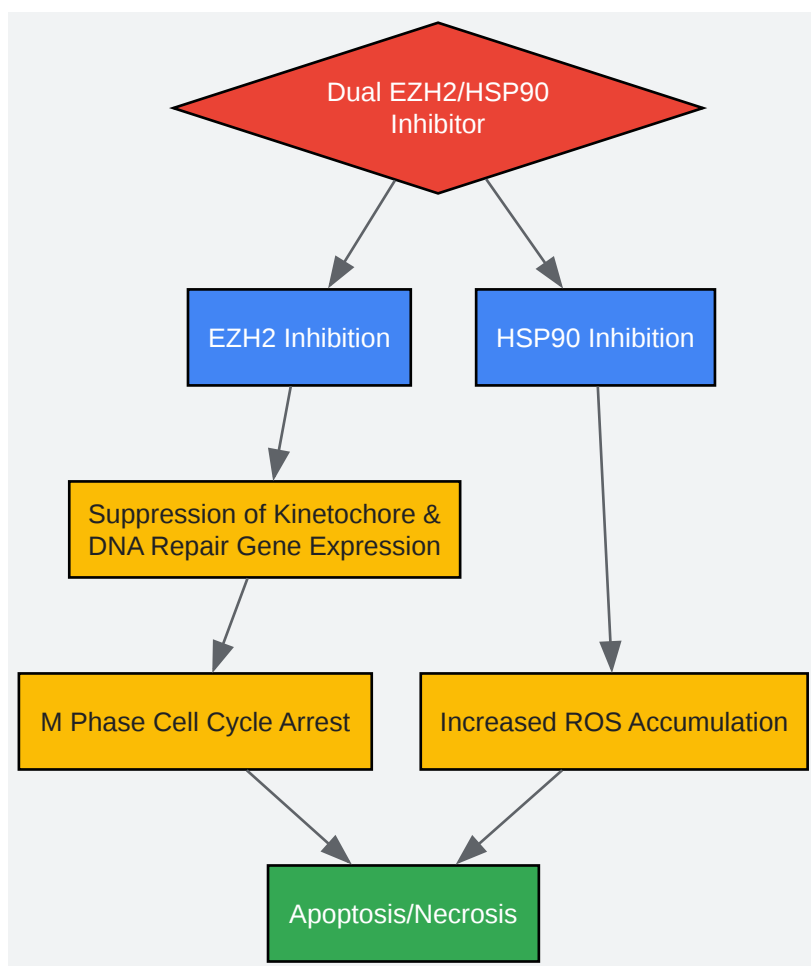 Dual EZH2/HSP90
Inhibitor
EZH2 Inhibition
HSP90 Inhibition
Suppression of Kinetochore &
DNA Repair Gene Expression
M Phase Cell Cycle Arrest
Increased ROS Accumulation
Apoptosis/Necrosis